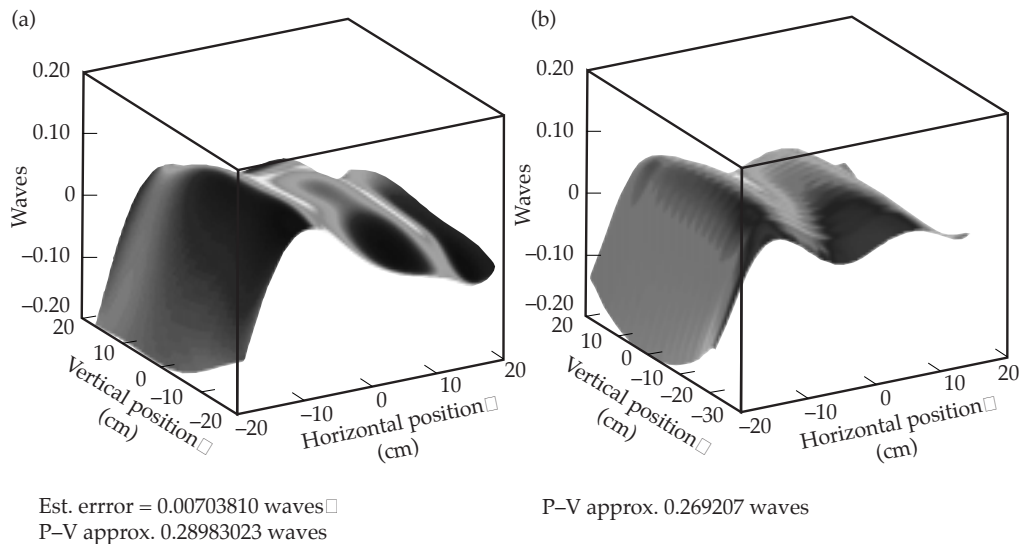 (a)
0.20
0.10
0
–0.10
–0.20
Waves
20
10
0
–10
–20
Vertical position□
(cm)
–20
–10
0
10
20
Horizontal position□
(cm)
Est. errror = 0.00703810 waves□
P–V approx. 0.28983023 waves
(b)
0.20
0.10
0
–0.10
–0.20
Waves
20
10
0
–10
–20
–30
Vertical position□
(cm)
–20
–10
0
10
20
Horizontal position□
(cm)
P–V approx. 0.269207 waves